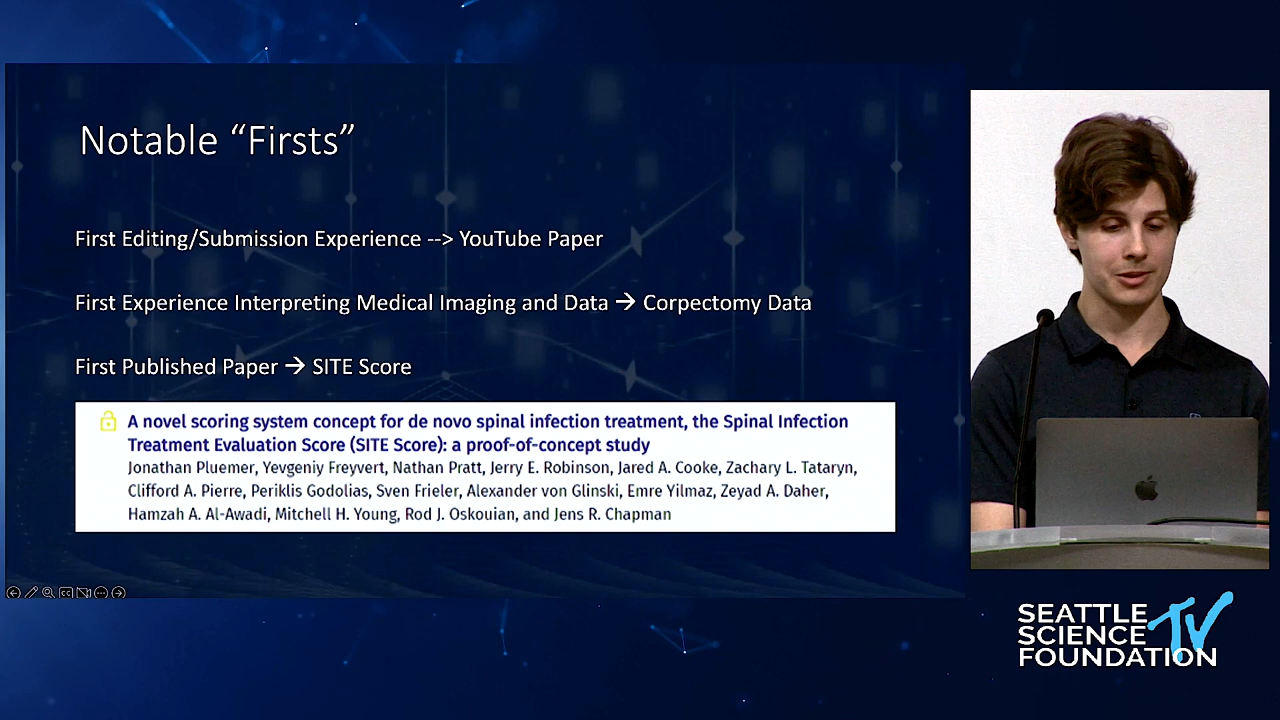 Notable “Firsts”
First Editing/Submission Experience --> YouTube Paper
First Experience Interpreting Medical Imaging and Data → Corpectomy Data
First Published Paper → SITE Score
A novel scoring system concept for de novo spinal infection treatment, the Spinal Infection
Treatment Evaluation Score (SITE Score): a proof-of-concept study
Jonathan Pluemer, Yevgeniy Freyvert, Nathan Pratt, Jerry E. Robinson, Jared A. Cooke, Zachary L. Tataryn,
Clifford A. Pierre, Periklis Godolias, Sven Frieler, Alexander von Glinski, Emre Yilmaz, Zeyad A. Daher,
Hamzah A. Al-Awadi, Mitchell H. Young, Rod J. Oskouian, and Jens R. Chapman
CC
SEATTLE
SCIENCE TV
FOUNDATION